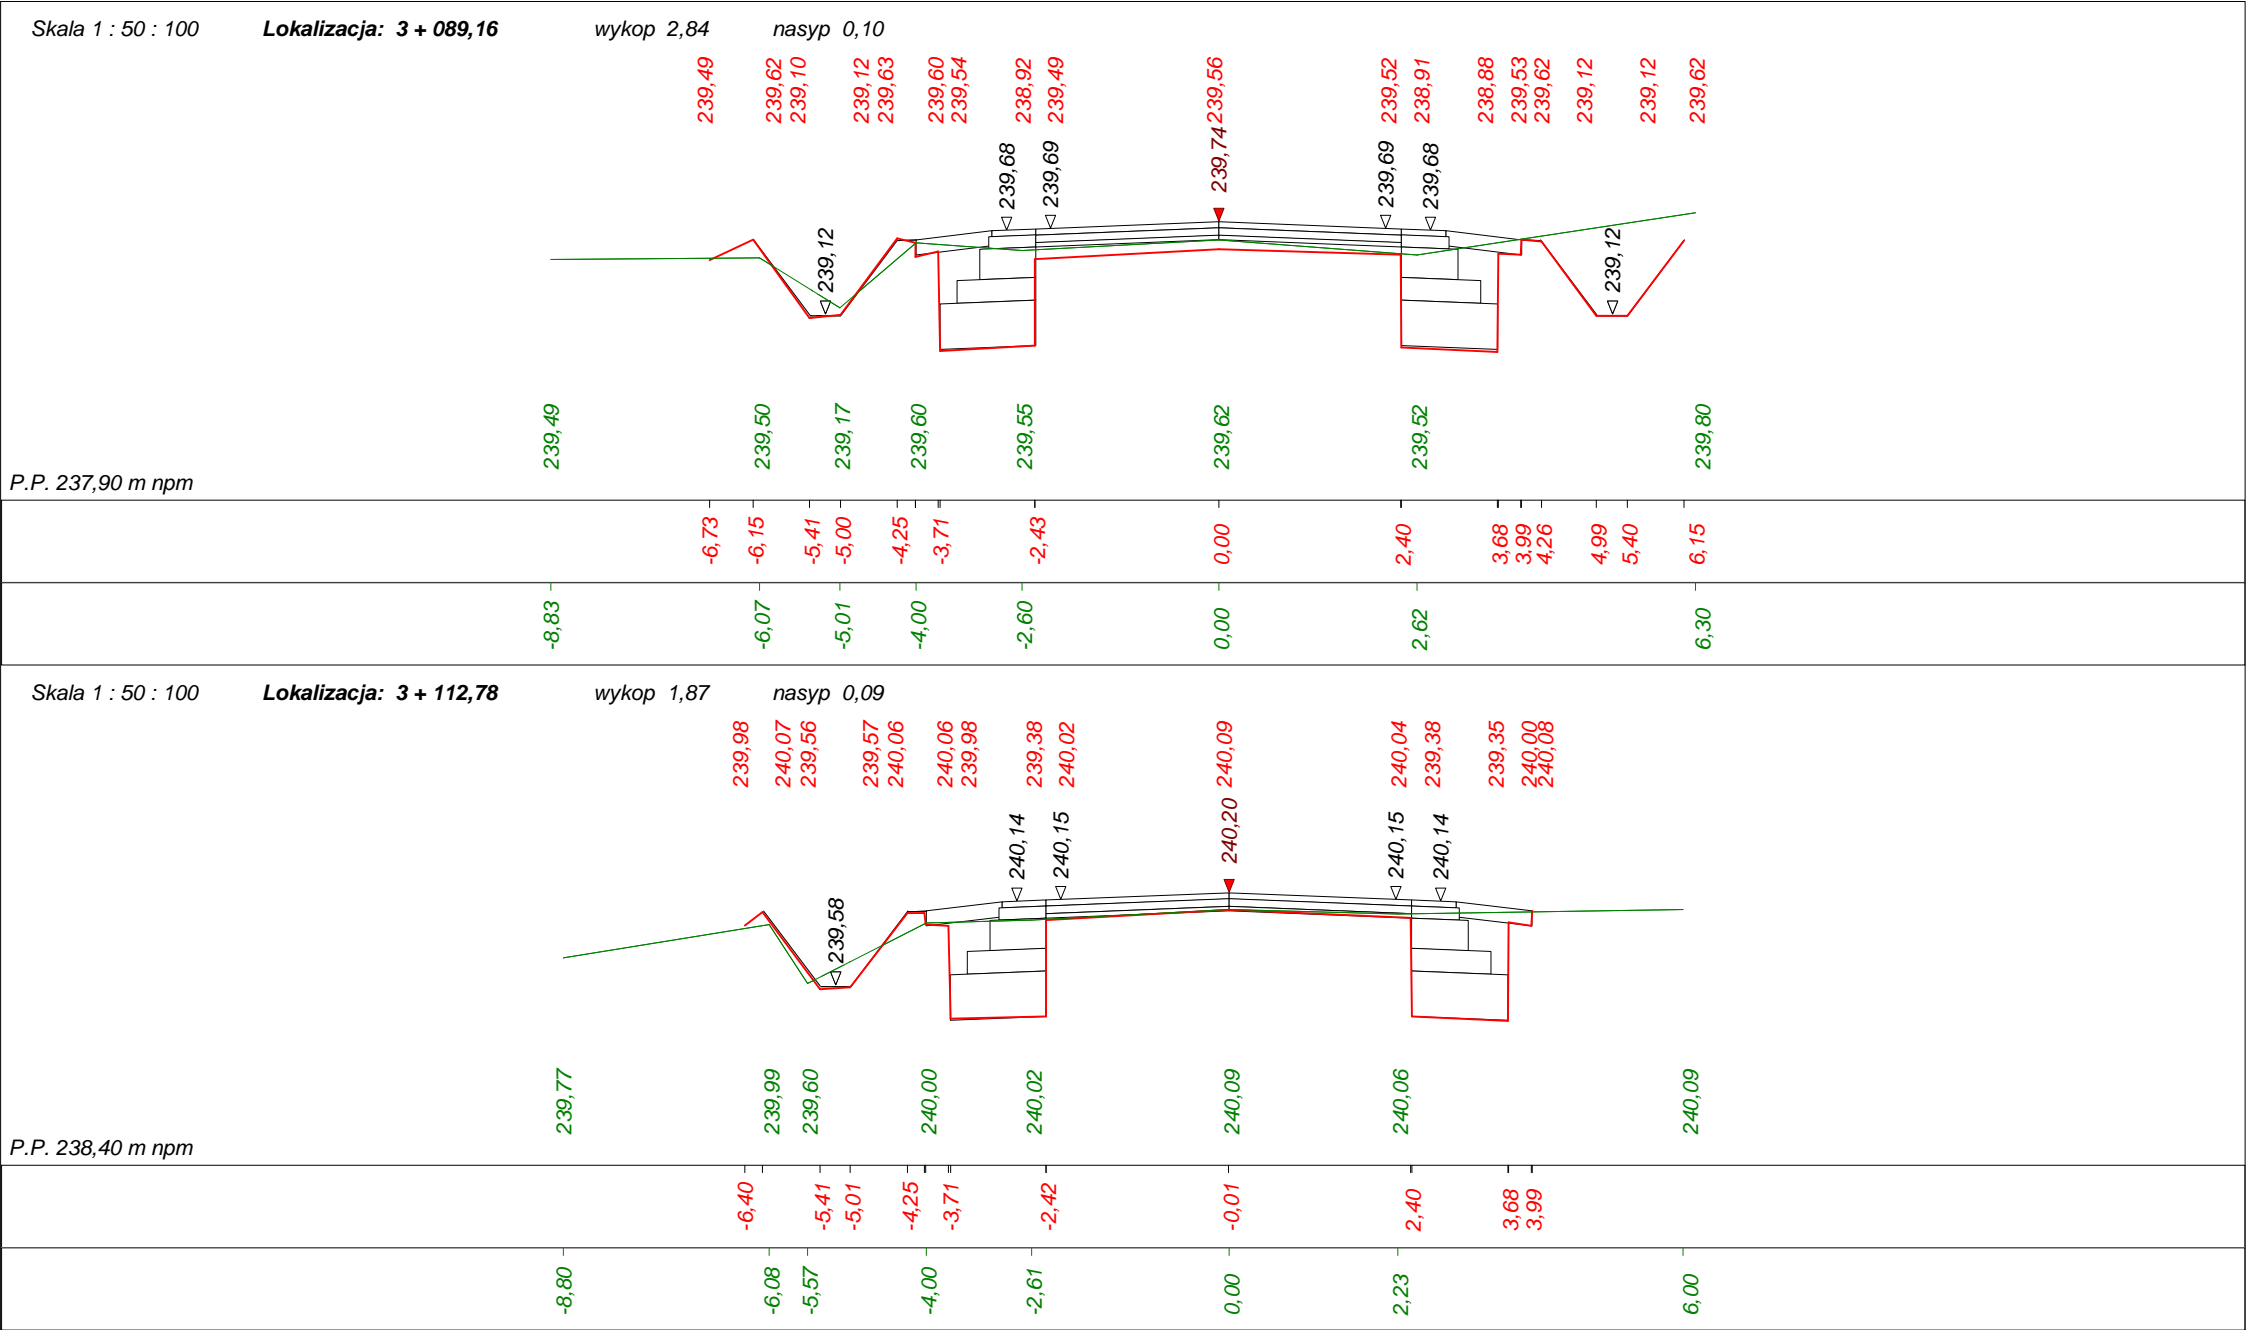 Skala 1 : 50 : 100 Lokalizacja: 3 + 089,16 wykop 2,84 nasyp 0,10
239,49 239,62 239,10 239,12 239,63 239,60 239,54 238,92 239,49 239,56 239,52 238,91 238,88 239,53 239,62 239,12 239,12 239,62
239,68 239,69 239,74 239,69 239,68
239,12 239,12
239,49 239,50 239,17 239,60 239,55 239,62 239,52 239,80
P.P. 237,90 m npm
-6,73 -6,15 -5,41 -5,00 -4,25 -3,71 -2,43 0,00 2,40 3,68 3,99 4,26 4,99 5,40 6,15
-8,83 -6,07 -5,01 -4,00 -2,60 0,00 2,62 6,30
Skala 1 : 50 : 100 Lokalizacja: 3 + 112,78 wykop 1,87 nasyp 0,09
239,98 240,07 239,56 239,57 240,06 240,06 239,98 239,38 240,02 240,09 240,04 239,38 239,35 240,00 240,08
240,14 240,15 240,20 240,15 240,14
239,58
239,77 239,99 239,60 240,00 240,02 240,09 240,06 240,09
P.P. 238,40 m npm
-6,40 -5,41 -5,01 -4,25 -3,71 -2,42 -0,01 2,40 3,68 3,99
-8,80 -6,08 -5,57 -4,00 -2,61 0,00 2,23 6,00